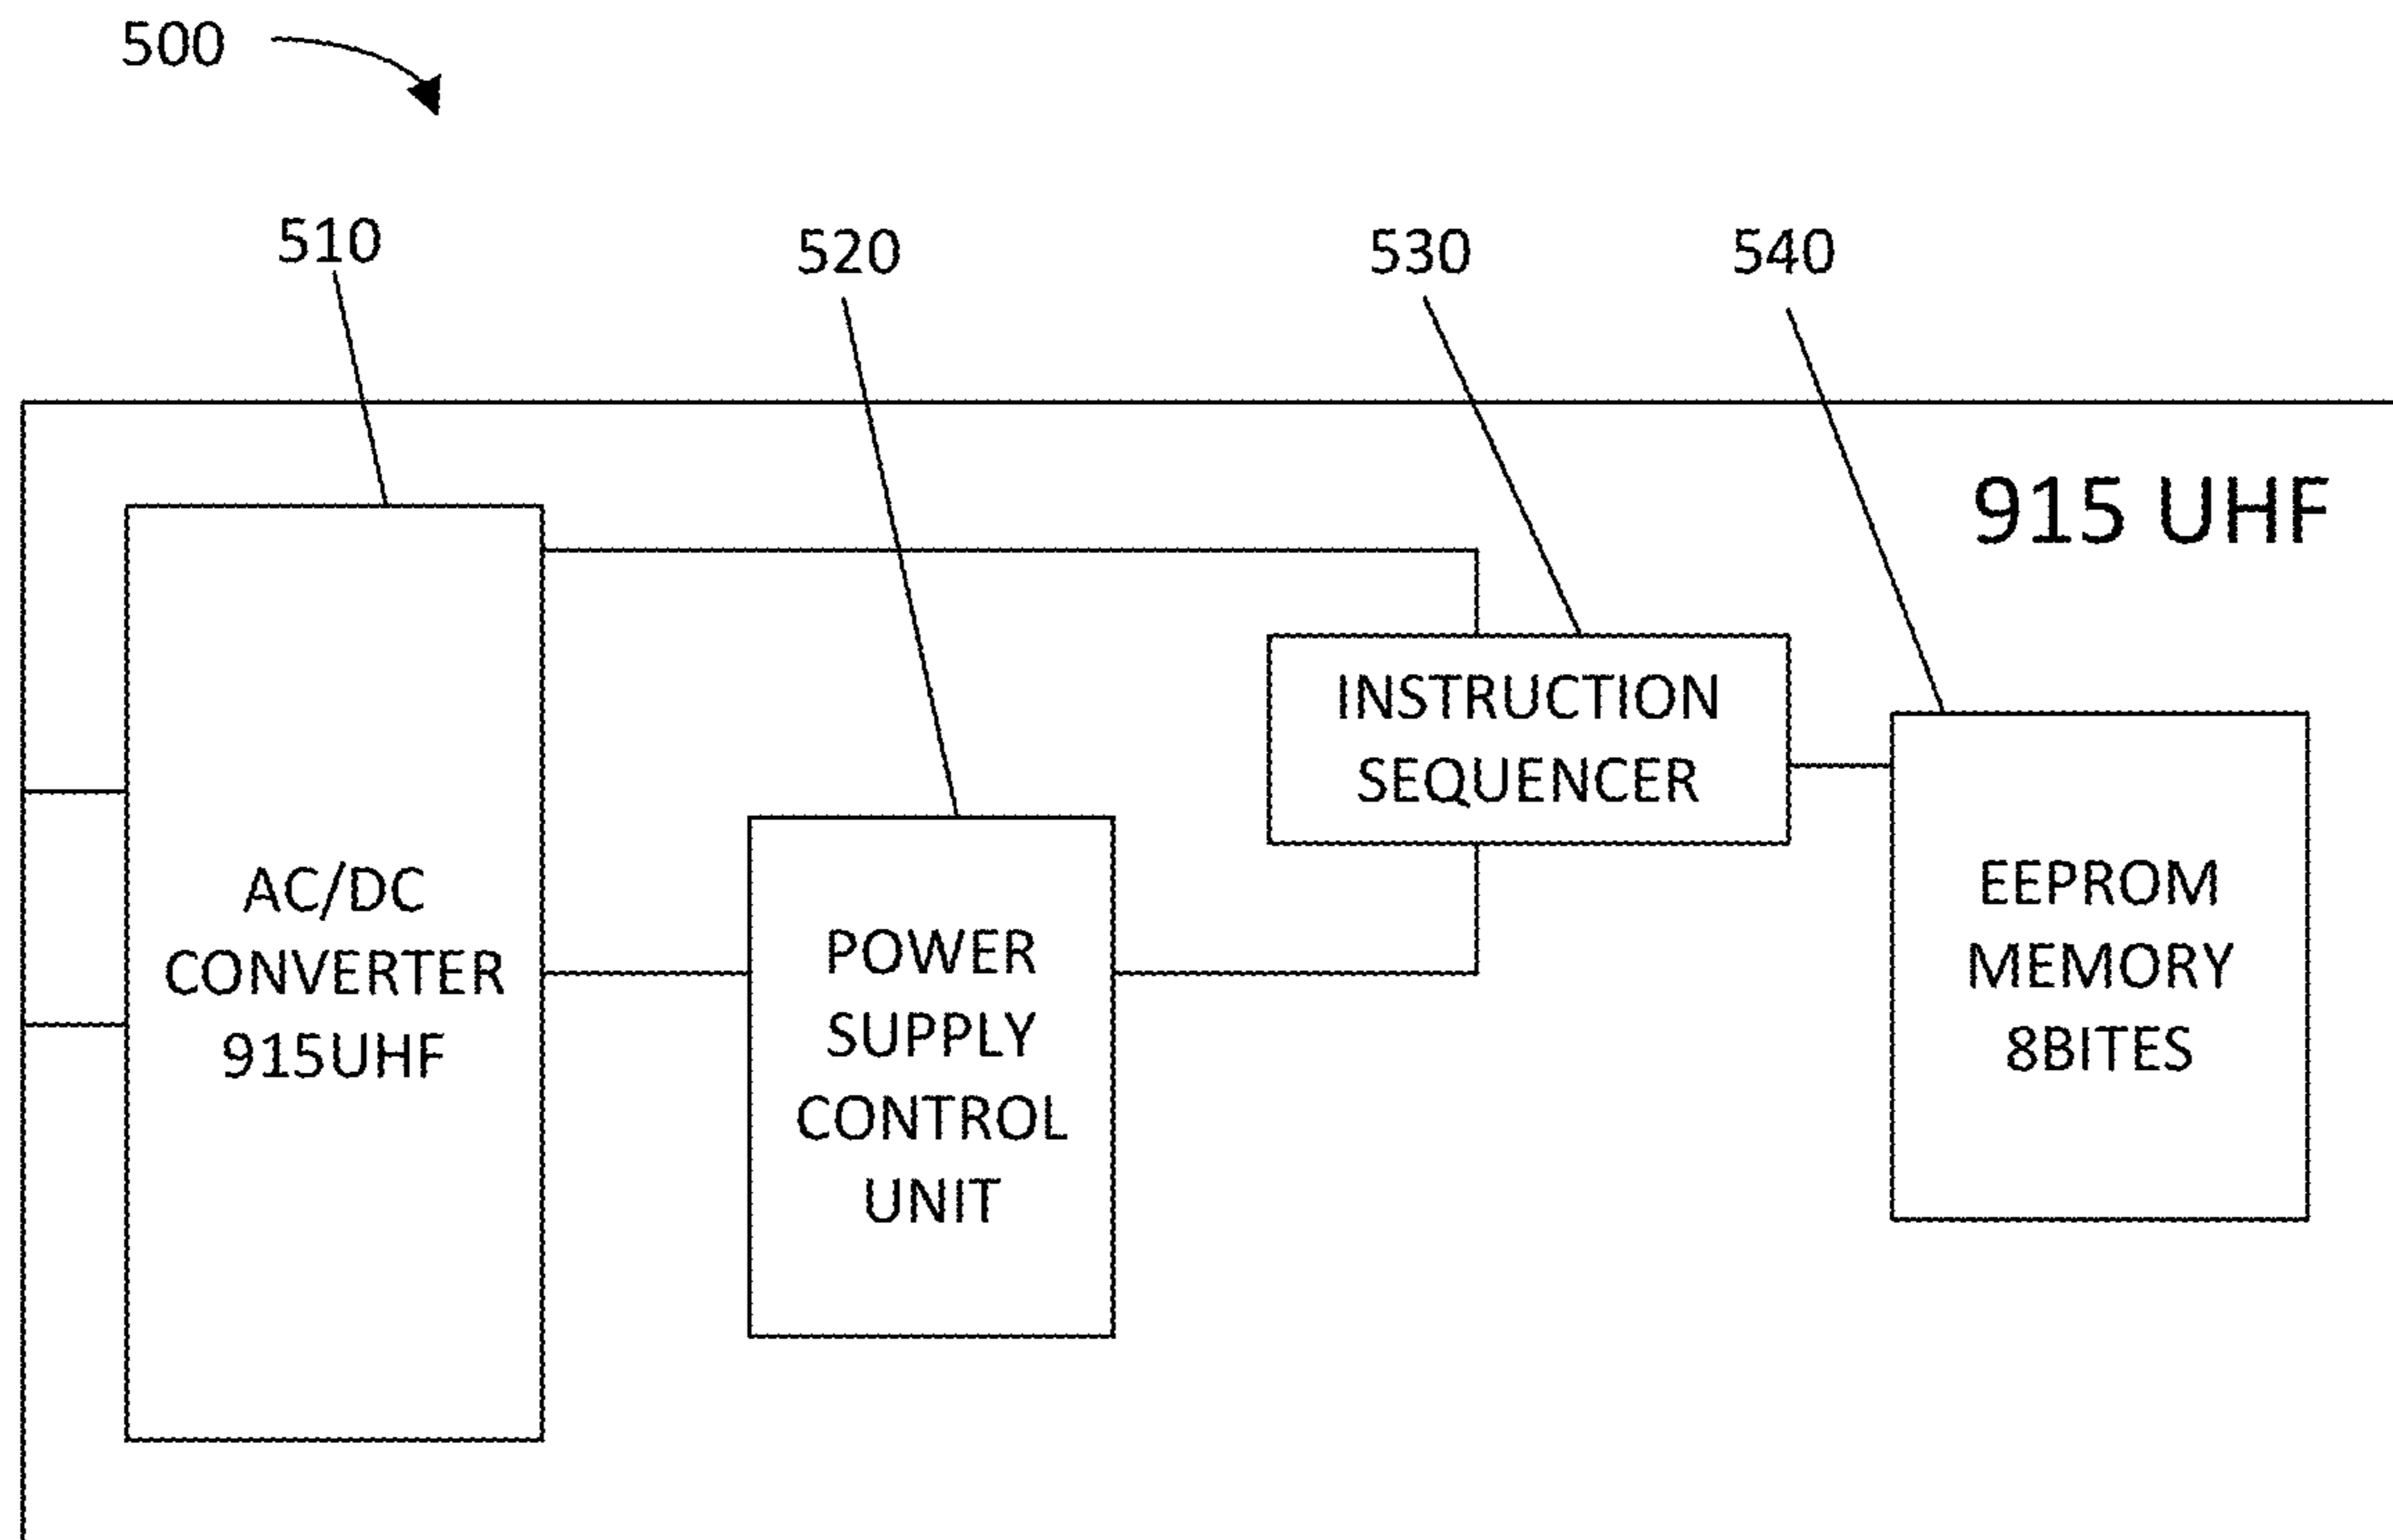 500
510
520
530
540
915 UHF
INSTRUCTION
SEQUENCER
AC/DC
CONVERTER
915UHF
POWER
SUPPLY
CONTROL
UNIT
EEPROM
MEMORY
8BITES